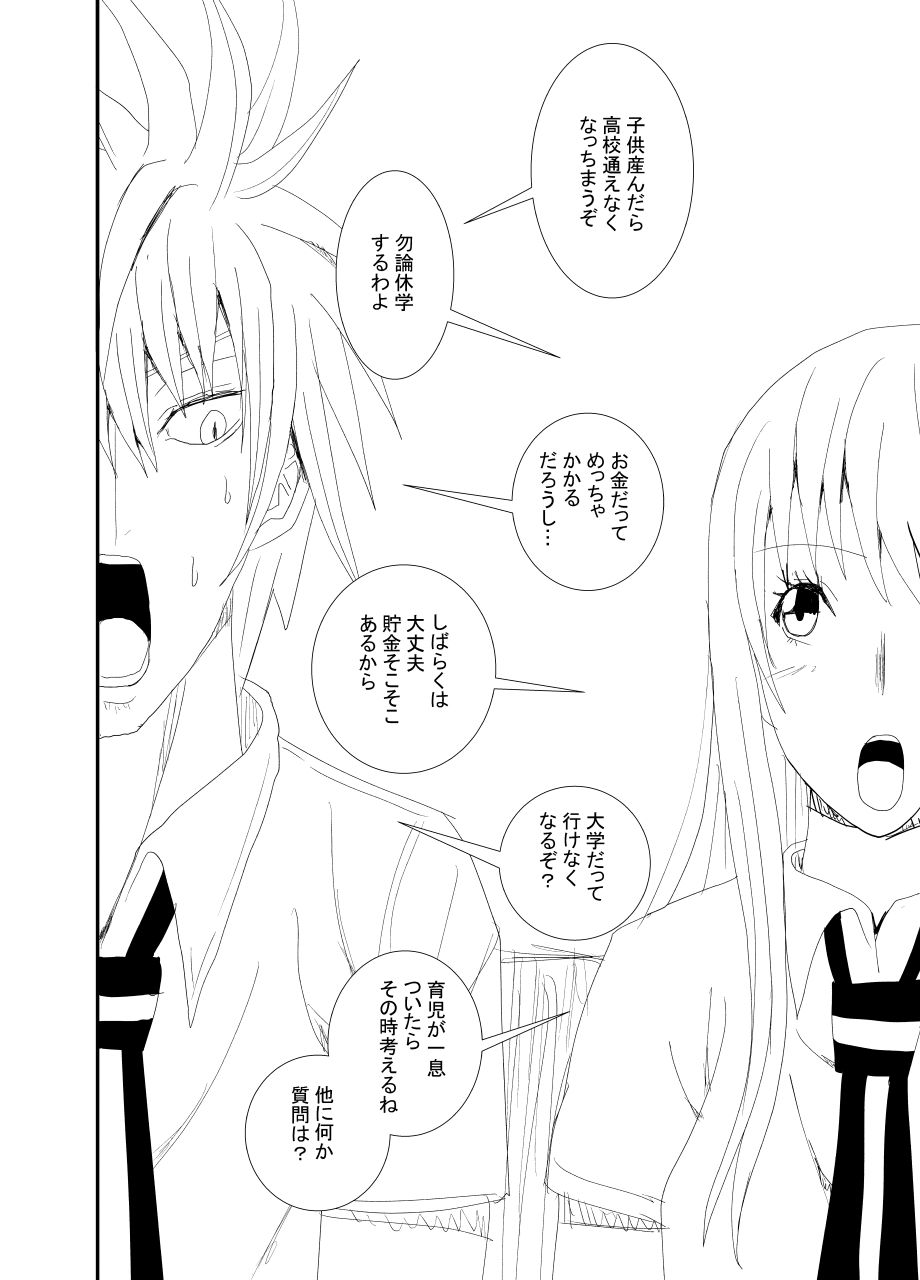 子供産んだら
高校通えなく
なっちまうぞ
勿論休学
するわよ
お金だって
めっちゃ
かかる
だろうし…
しばらくは
大丈夫
貯金そこそこ
あるから
大学だって
行けなく
なるぞ？
育児が一息
ついたら
その時考えるね
他に何か
質問は？